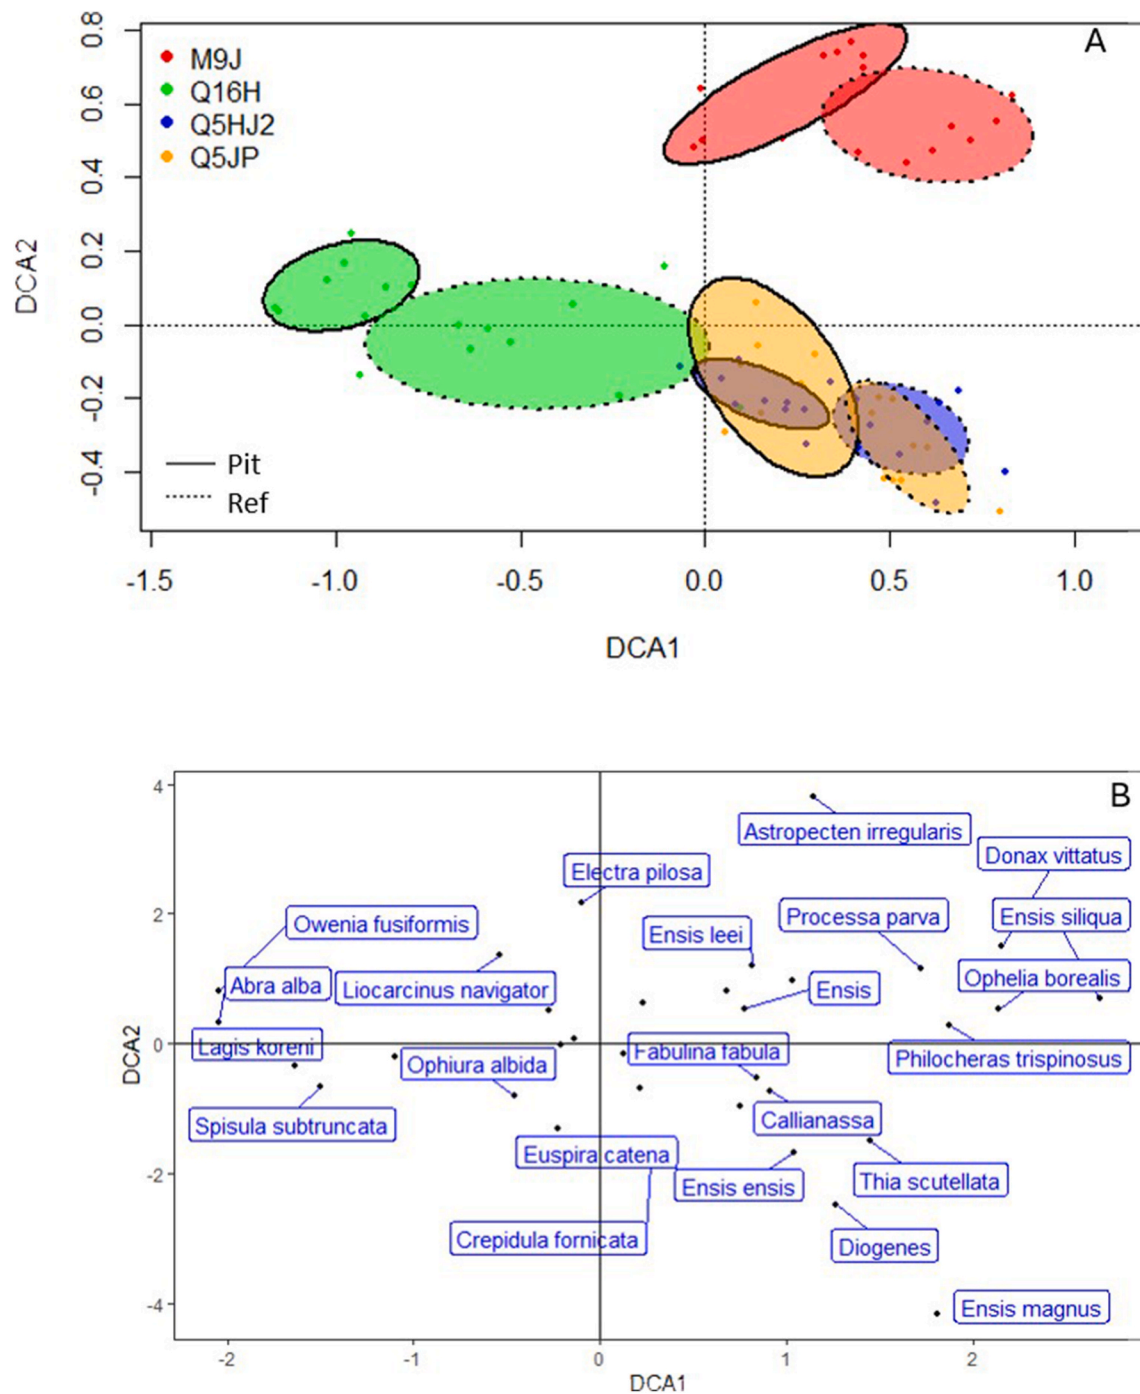 A
M9J
Q16H
Q5HJ2
Q5JP
Pit
Ref
DCA2
0.8
0.6
0.4
0.2
0.0
-0.2
-0.4
-1.5 -1.0 -0.5 0.0 0.5 1.0
DCA1
B
Astropecten irregularis
Donax vittatus
Electra pilosa
Owenia fusiformis
Processa parva
Ensis siliqua
Ensis leei
Abra alba
Liocarcinus navigator
Ensis
Ophelia borealis
Lagis koreni
Ophiura albida
Fabulina fabula
Philocheras trispinosus
Spisula subtruncata
Callianassa
Euspira catena
Ensis ensis
Thia scutellata
Crepidula fornicata
Diogenes
Ensis magnus
DCA2
4
2
0
-2
-4
-2 -1 0 1 2
DCA1